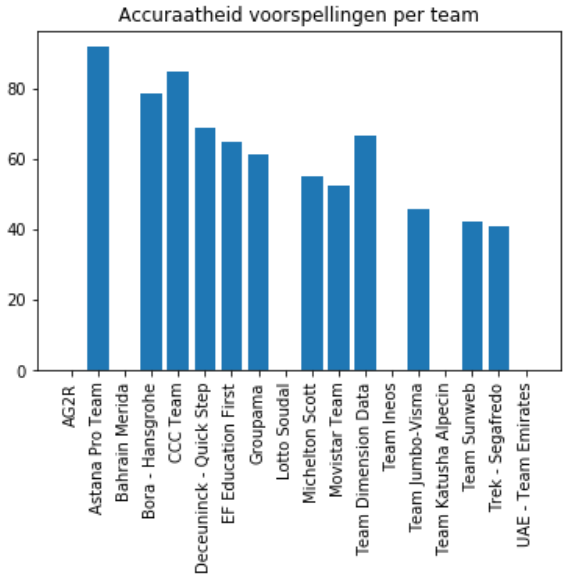 Accuraatheid voorspellingen per team
80
60
40
20
0
AG2R
Astana Pro Team
Bahrain Merida
Bora - Hansgrohe
CCC Team
Deceuninck - Quick Step
EF Education First
Groupama
Lotto Soudal
Michelton Scott
Movistar Team
Team Dimension Data
Team Ineos
Team Jumbo-Visma
Team Katusha Alpecin
Team Sunweb
Trek - Segafredo
UAE - Team Emirates